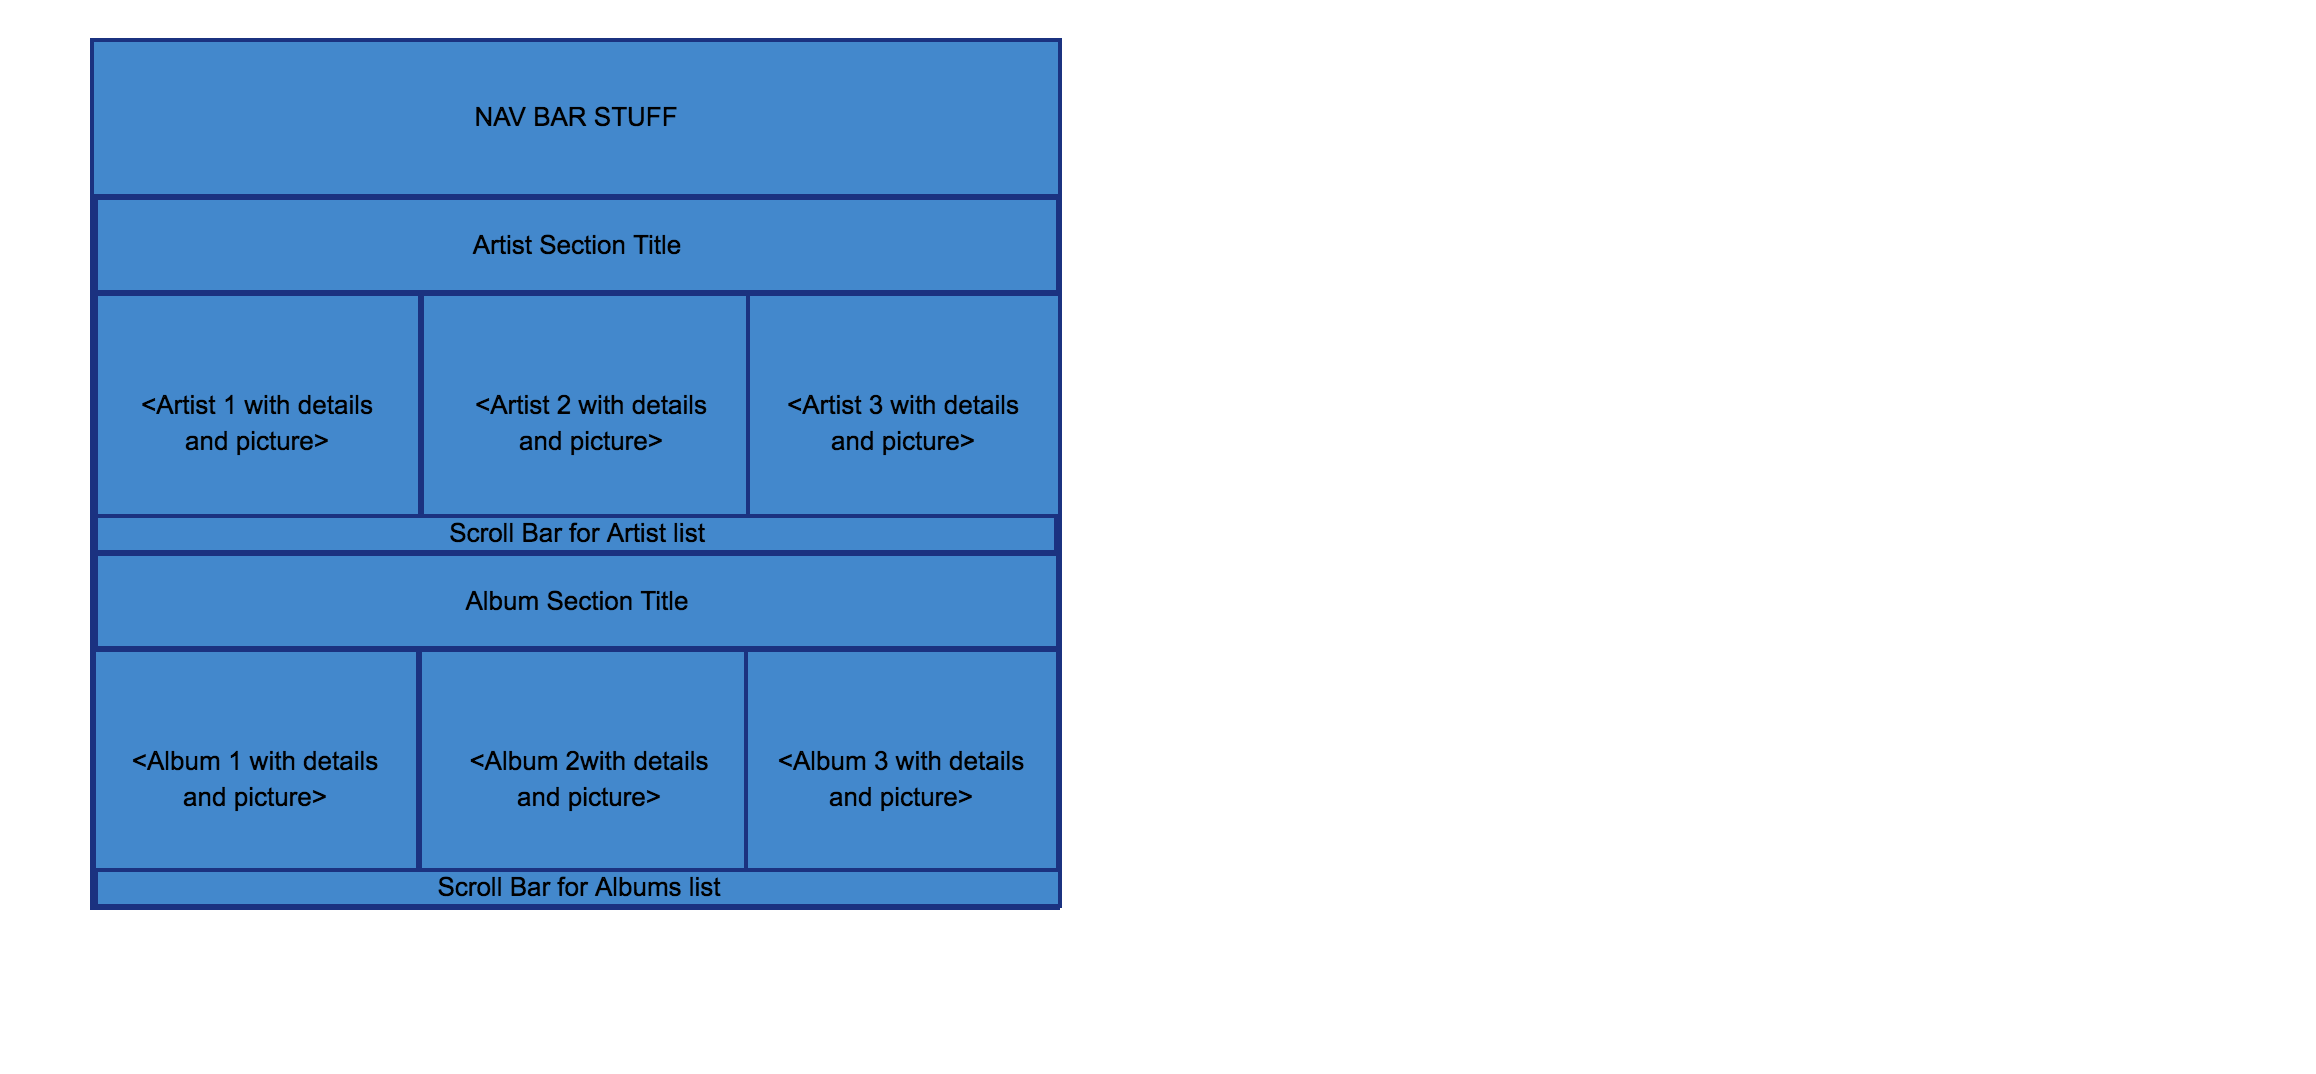 NAV BAR STUFF
Artist Section Title
<Artist 1 with details
and picture>
<Artist 2 with details
and picture>
<Artist 3 with details
and picture>
Scroll Bar for Artist list
Album Section Title
<Album 1 with details
and picture>
<Album 2with details
and picture>
<Album 3 with details
and picture>
Scroll Bar for Albums list